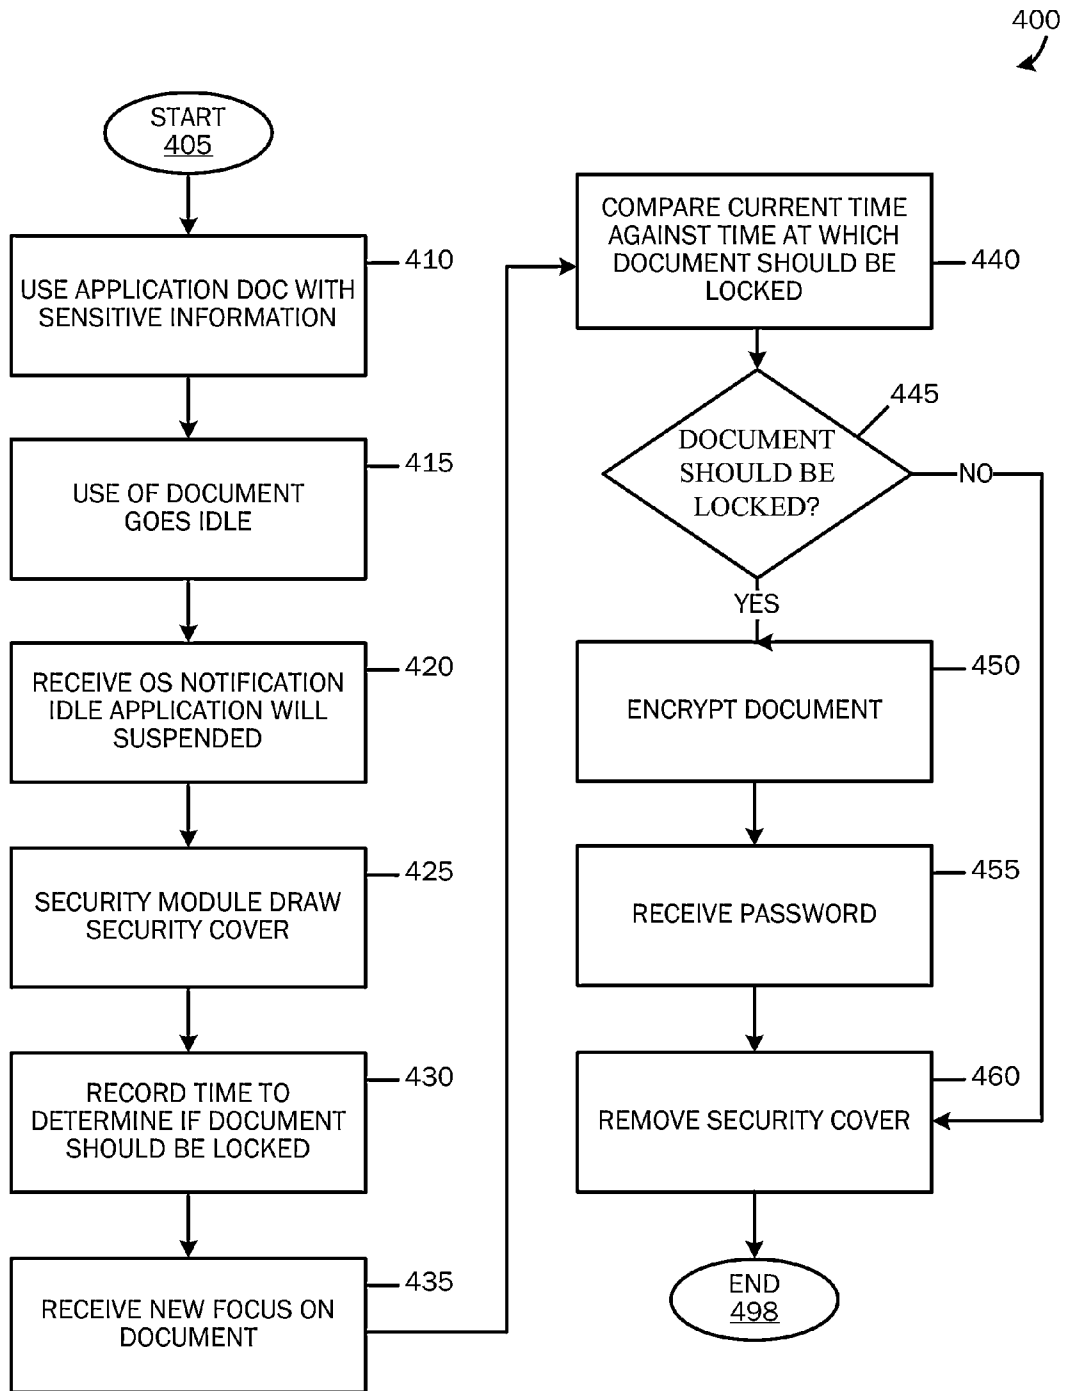 400
START
405
USE APPLICATION DOC WITH
SENSITIVE INFORMATION
410
USE OF DOCUMENT
GOES IDLE
415
RECEIVE OS NOTIFICATION
IDLE APPLICATION WILL
SUSPENDED
420
SECURITY MODULE DRAW
SECURITY COVER
425
RECORD TIME TO
DETERMINE IF DOCUMENT
SHOULD BE LOCKED
430
RECEIVE NEW FOCUS ON
DOCUMENT
435
COMPARE CURRENT TIME
AGAINST TIME AT WHICH
DOCUMENT SHOULD BE
LOCKED
440
DOCUMENT
SHOULD BE
LOCKED?
445
NO
YES
ENCRYPT DOCUMENT
450
RECEIVE PASSWORD
455
REMOVE SECURITY COVER
460
END
498